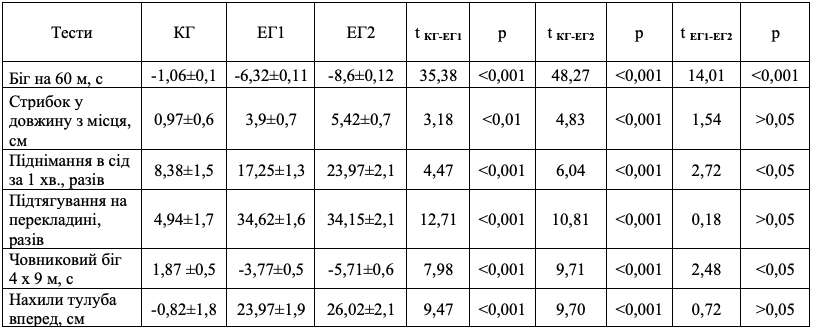 Тести КГ ЕГ1 ЕГ2 t КГ-ЕГ1 p t КГ-ЕГ2 p t ЕГ1-ЕГ2 p
Біг на 60 м, с -1,06±0,1 -6,32±0,11 -8,6±0,12 35,38 <0,001 48,27 <0,001 14,01 <0,001
Стрибок у
довжину з місця,
см 0,97±0,6 3,9±0,7 5,42±0,7 3,18 <0,01 4,83 <0,001 1,54 >0,05
Піднімання в сід
за 1 хв., разів 8,38±1,5 17,25±1,3 23,97±2,1 4,47 <0,001 6,04 <0,001 2,72 <0,05
Підтягування на
перекладині,
разів 4,94±1,7 34,62±1,6 34,15±2,1 12,71 <0,001 10,81 <0,001 0,18 >0,05
Човниковий біг
4 х 9 м, с 1,87 ±0,5 -3,77±0,5 -5,71±0,6 7,98 <0,001 9,71 <0,001 2,48 <0,05
Нахили тулуба
вперед, см -0,82±1,8 23,97±1,9 26,02±2,1 9,47 <0,001 9,70 <0,001 0,72 >0,05